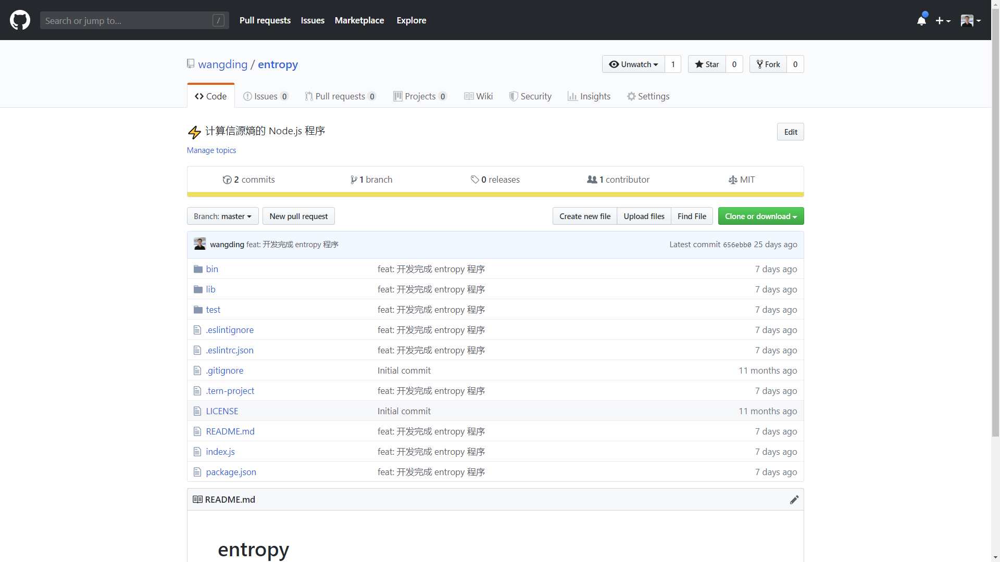 Search or jump to... /
Pull requests Issues Marketplace Explore
wangding / entropy
Unwatch 1 Star 0 Fork 0
Code Issues 0 Pull requests 0 Projects 0 Wiki Security Insights Settings
计算信源熵的 Node.js 程序 Edit
Manage topics
2 commits 1 branch 0 releases 1 contributor MIT
Branch: master New pull request Create new file Upload files Find File Clone or download
wangding feat: 开发完成 entropy 程序 Latest commit 656ebb0 25 days ago
bin feat: 开发完成 entropy 程序 7 days ago
lib feat: 开发完成 entropy 程序 7 days ago
test feat: 开发完成 entropy 程序 7 days ago
.eslintignore feat: 开发完成 entropy 程序 7 days ago
.eslintrc.json feat: 开发完成 entropy 程序 7 days ago
.gitignore Initial commit 11 months ago
.tern-project feat: 开发完成 entropy 程序 7 days ago
LICENSE Initial commit 11 months ago
README.md feat: 开发完成 entropy 程序 7 days ago
index.js feat: 开发完成 entropy 程序 7 days ago
package.json feat: 开发完成 entropy 程序 7 days ago
README.md
entropy